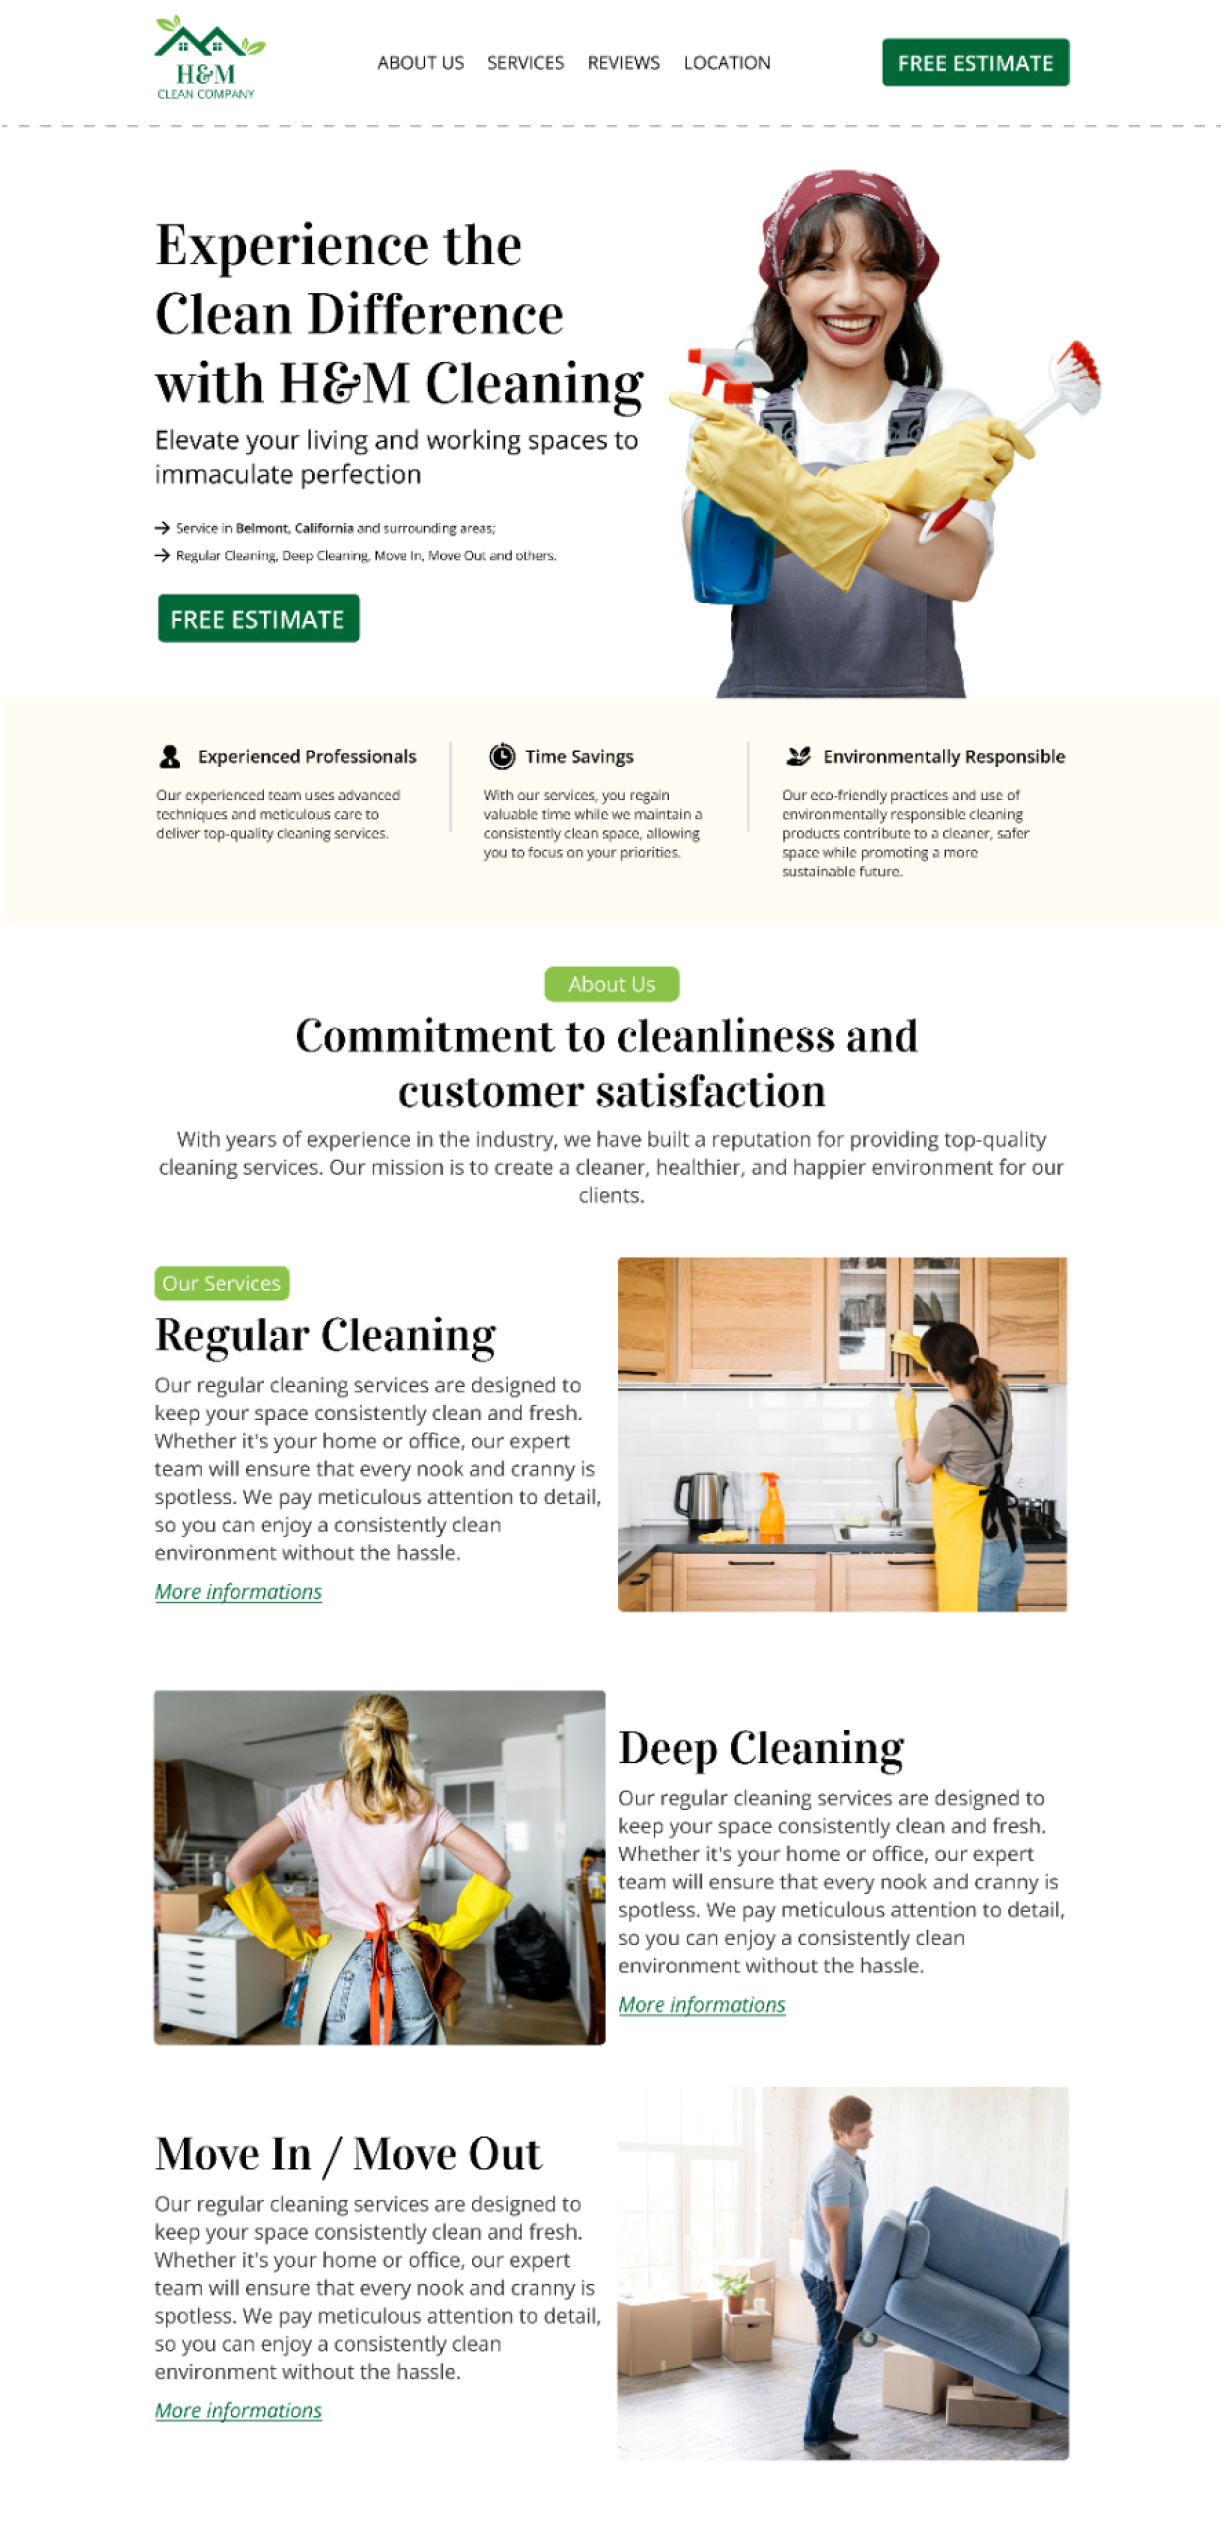 H&M
CLEAN COMPANY
ABOUT US SERVICES REVIEWS LOCATION
FREE ESTIMATE
Experience the
Clean Difference
with H&M Cleaning
Elevate your living and working spaces to
immaculate perfection
→ Service in Belmont, California and surrounding areas;
→ Regular Cleaning, Deep Cleaning, Move In, Move Out and others.
FREE ESTIMATE
Experienced Professionals
Our experienced team uses advanced
techniques and meticulous care to
deliver top-quality cleaning services.
Time Savings
With our services, you regain
valuable time while we maintain a
consistently clean space, allowing
you to focus on your priorities.
Environmentally Responsible
Our eco-friendly practices and use of
environmentally responsible cleaning
products contribute to a cleaner, safer
space while promoting a more
sustainable future.
About Us
Commitment to cleanliness and
customer satisfaction
With years of experience in the industry, we have built a reputation for providing top-quality
cleaning services. Our mission is to create a cleaner, healthier, and happier environment for our
clients.
Our Services
Regular Cleaning
Our regular cleaning services are designed to
keep your space consistently clean and fresh.
Whether it's your home or office, our expert
team will ensure that every nook and cranny is
spotless. We pay meticulous attention to detail,
so you can enjoy a consistently clean
environment without the hassle.
More informations
Deep Cleaning
Our regular cleaning services are designed to
keep your space consistently clean and fresh.
Whether it's your home or office, our expert
team will ensure that every nook and cranny is
spotless. We pay meticulous attention to detail,
so you can enjoy a consistently clean
environment without the hassle.
More informations
Move In / Move Out
Our regular cleaning services are designed to
keep your space consistently clean and fresh.
Whether it's your home or office, our expert
team will ensure that every nook and cranny is
spotless. We pay meticulous attention to detail,
so you can enjoy a consistently clean
environment without the hassle.
More informations